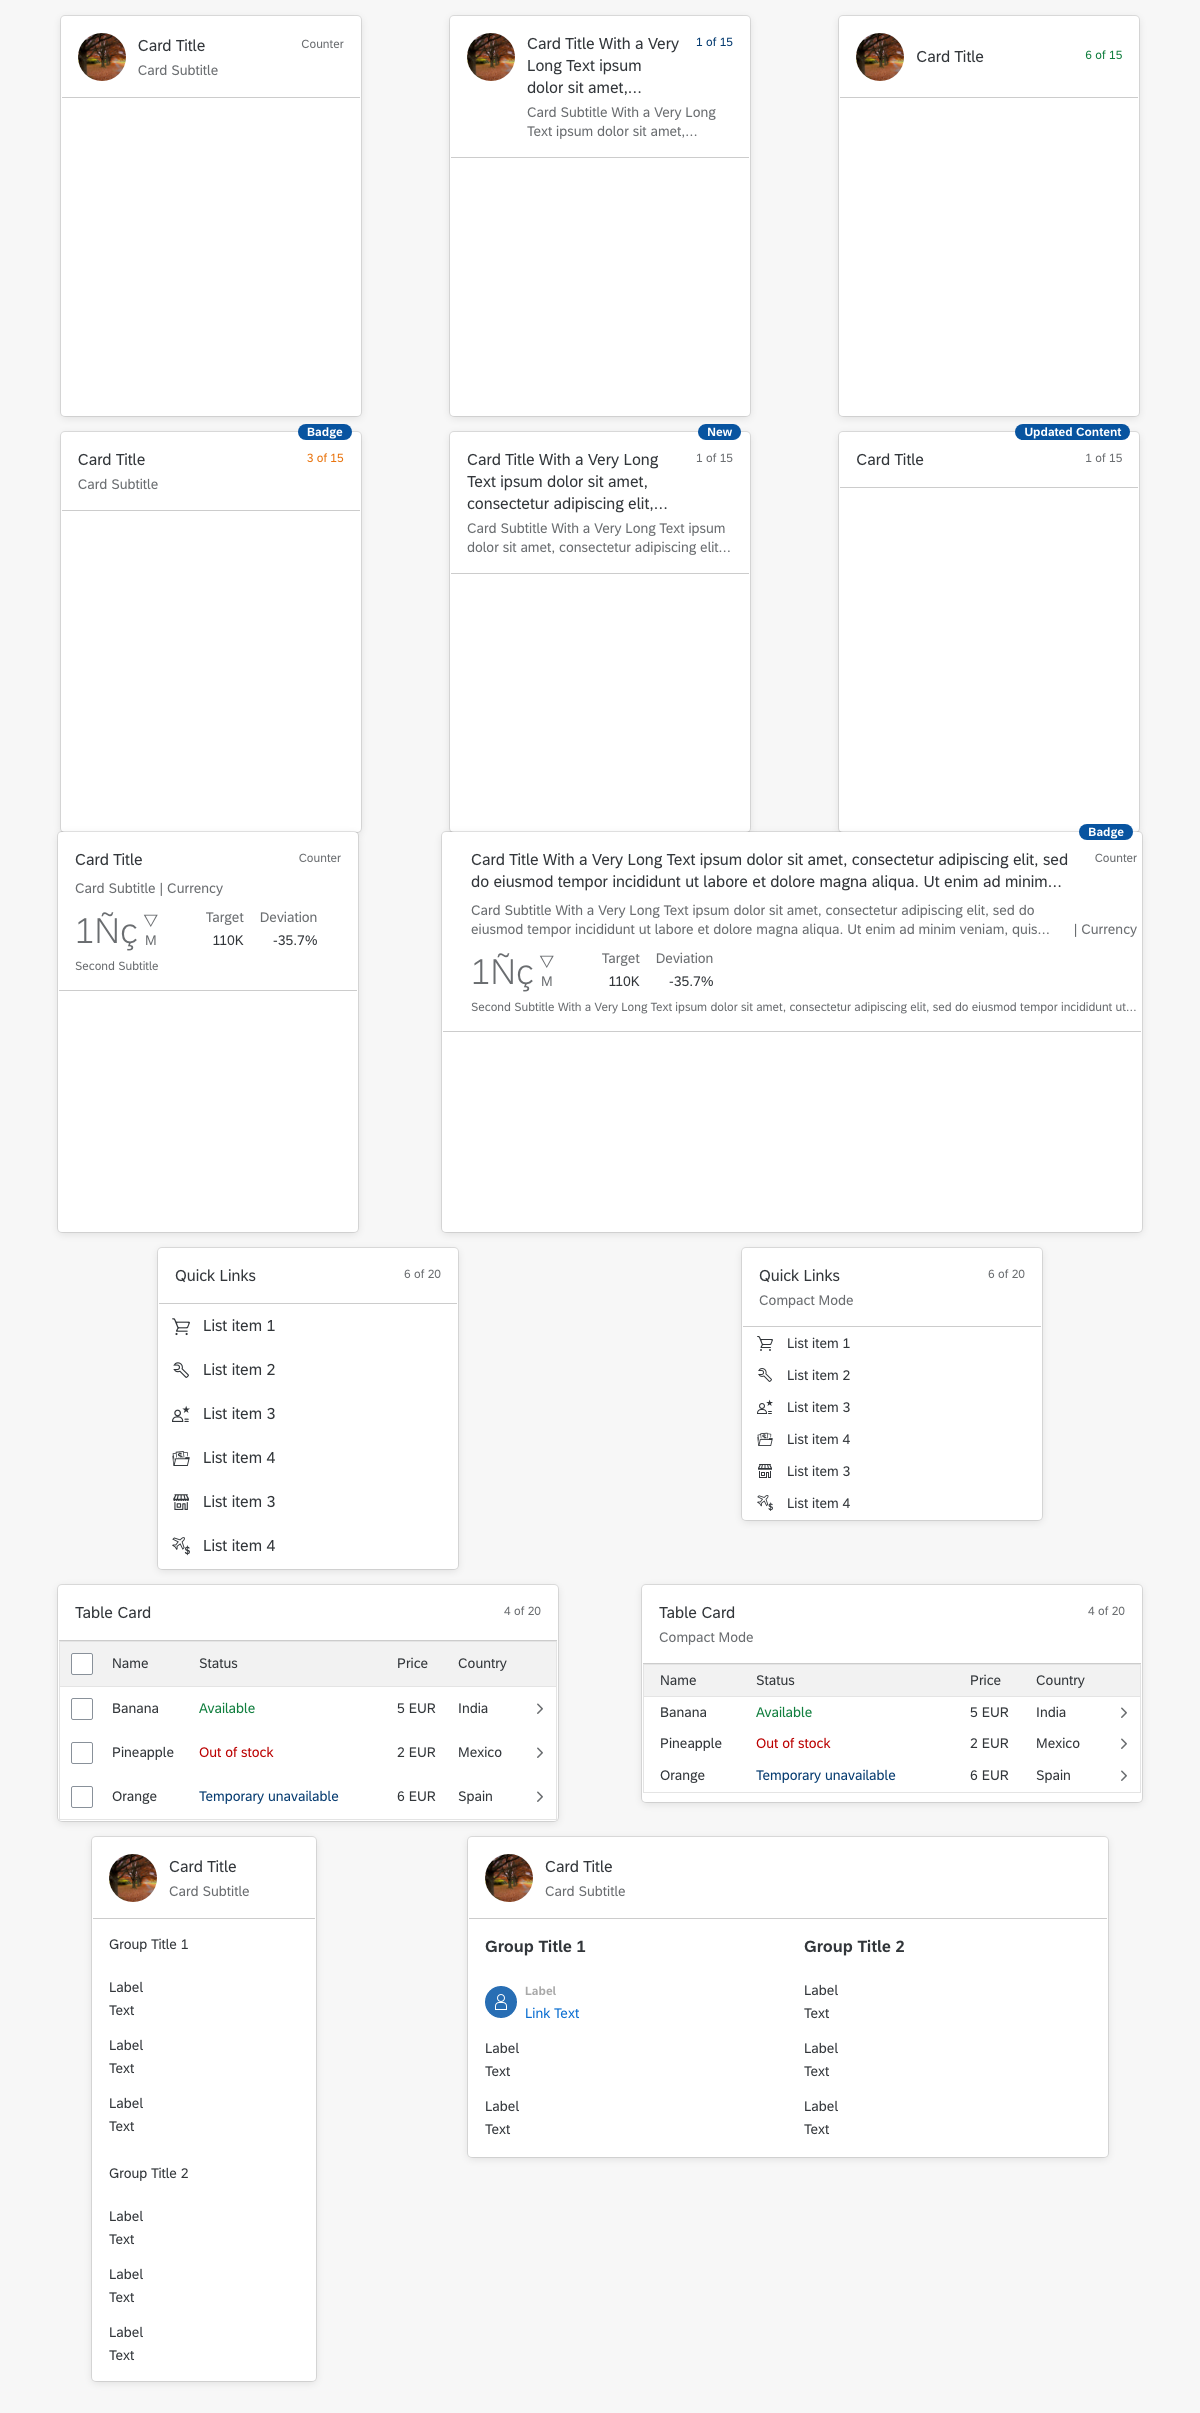 Card Title
Counter
Card Subtitle
Card Title With a Very
Long Text ipsum
dolor sit amet,...
1 of 15
Card Subtitle With a Very Long
Text ipsum dolor sit amet,...
Card Title
6 of 15
Badge
Card Title
3 of 15
Card Subtitle
New
Card Title With a Very Long
Text ipsum dolor sit amet,
consectetur adipiscing elit,...
1 of 15
Card Subtitle With a Very Long Text ipsum
dolor sit amet, consectetur adipiscing elit...
Updated Content
Card Title
1 of 15
Card Title
Counter
Card Subtitle | Currency
1Ñç M
Target Deviation
110K -35.7%
Second Subtitle
Badge
Card Title With a Very Long Text ipsum dolor sit amet, consectetur adipiscing elit, sed
do eiusmod tempor incididunt ut labore et dolore magna aliqua. Ut enim ad minim...
Counter
Card Subtitle With a Very Long Text ipsum dolor sit amet, consectetur adipiscing elit, sed do
eiusmod tempor incididunt ut labore et dolore magna aliqua. Ut enim ad minim veniam, quis... | Currency
1Ñç M
Target Deviation
110K -35.7%
Second Subtitle With a Very Long Text ipsum dolor sit amet, consectetur adipiscing elit, sed do eiusmod tempor incididunt ut...
Quick Links
6 of 20
List item 1
List item 2
List item 3
List item 4
List item 3
List item 4
Quick Links
6 of 20
Compact Mode
List item 1
List item 2
List item 3
List item 4
List item 3
List item 4
Table Card
4 of 20
Name Status Price Country
Banana Available 5 EUR India
Pineapple Out of stock 2 EUR Mexico
Orange Temporary unavailable 6 EUR Spain
Table Card
4 of 20
Compact Mode
Name Status Price Country
Banana Available 5 EUR India
Pineapple Out of stock 2 EUR Mexico
Orange Temporary unavailable 6 EUR Spain
Card Title
Card Subtitle
Group Title 1
Label
Text
Label
Text
Label
Text
Group Title 2
Label
Text
Label
Text
Label
Text
Card Title
Card Subtitle
Group Title 1
Label
Link Text
Label
Text
Label
Text
Group Title 2
Label
Text
Label
Text
Label
Text